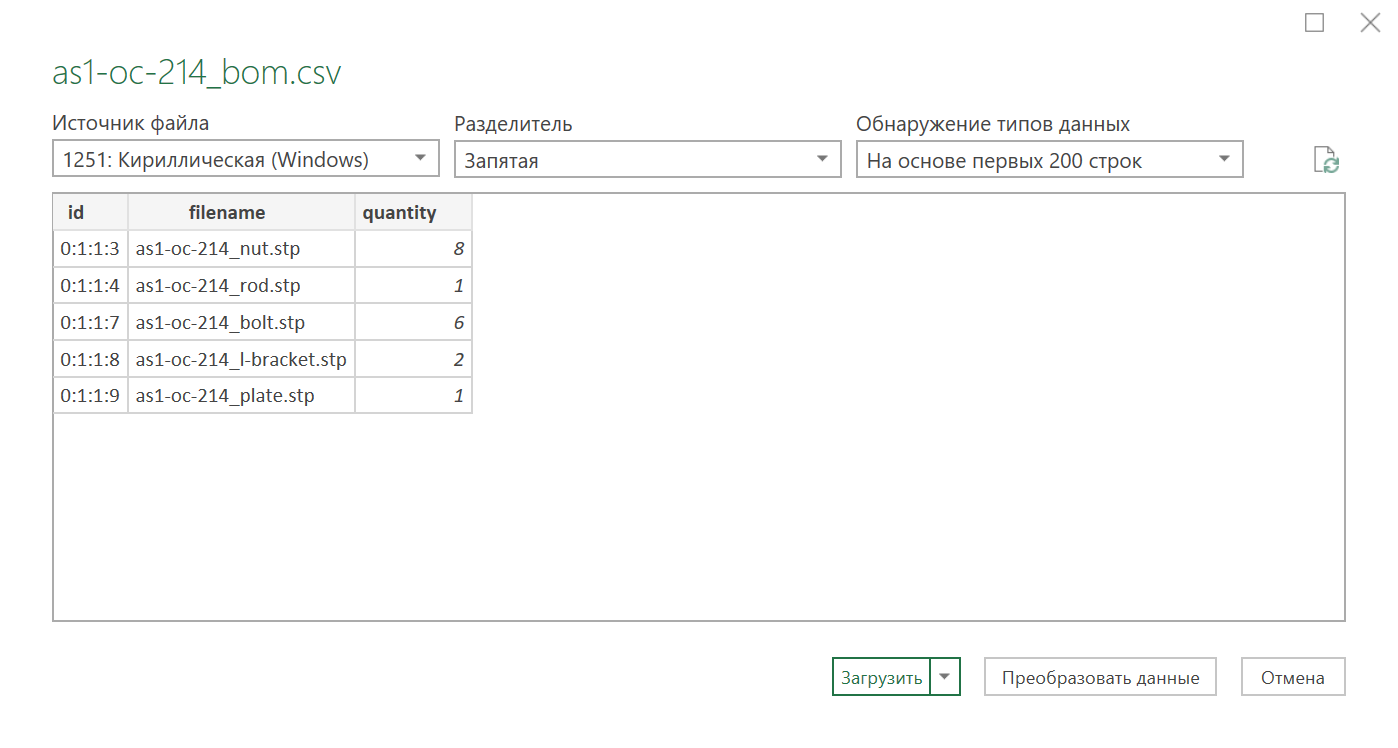 as1-oc-214_bom.csv
Источник файла Разделитель Обнаружение типов данных
1251: Кириллическая (Windows) Запятая На основе первых 200 строк
id filename quantity
0:1:1:3 as1-oc-214_nut.stp 8
0:1:1:4 as1-oc-214_rod.stp 1
0:1:1:7 as1-oc-214_bolt.stp 6
0:1:1:8 as1-oc-214_l-bracket.stp 2
0:1:1:9 as1-oc-214_plate.stp 1
Загрузить Преобразовать данные Отмена